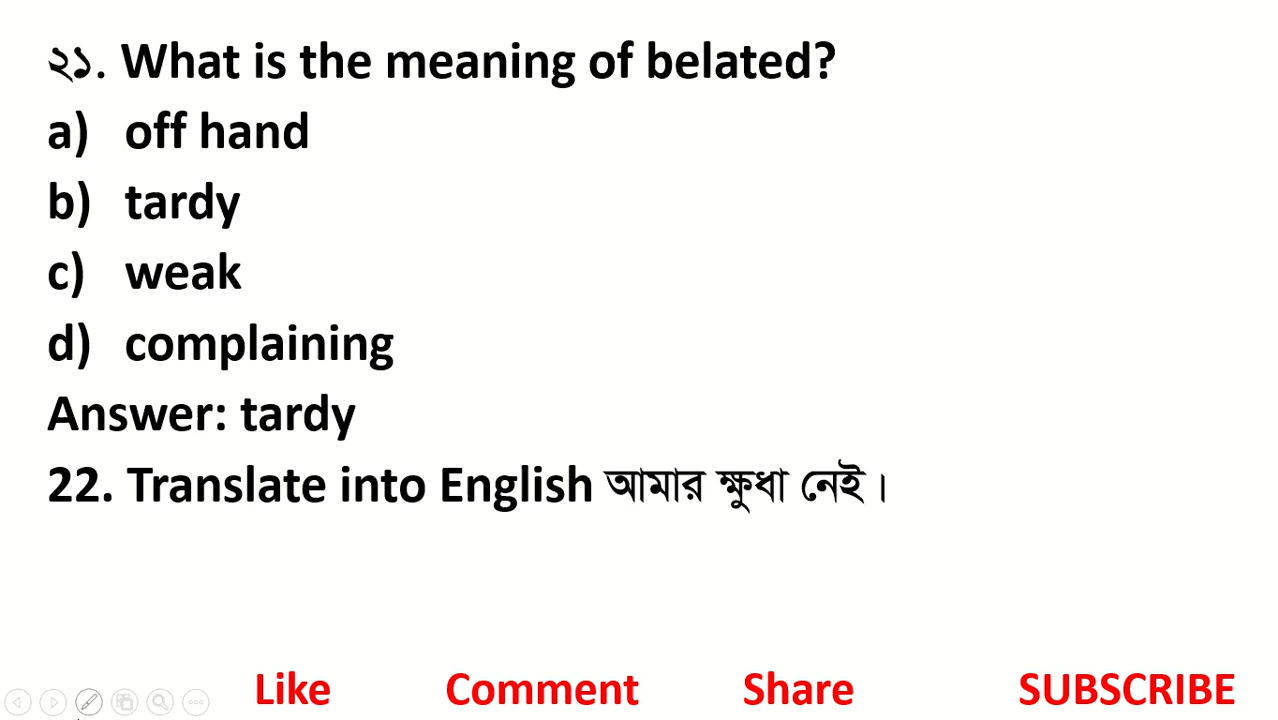 ২১. What is the meaning of belated?
a) off hand
b) tardy
c) weak
d) complaining
Answer: tardy
22. Translate into English আমার ক্ষুধা নেই।
Like Comment Share SUBSCRIBE